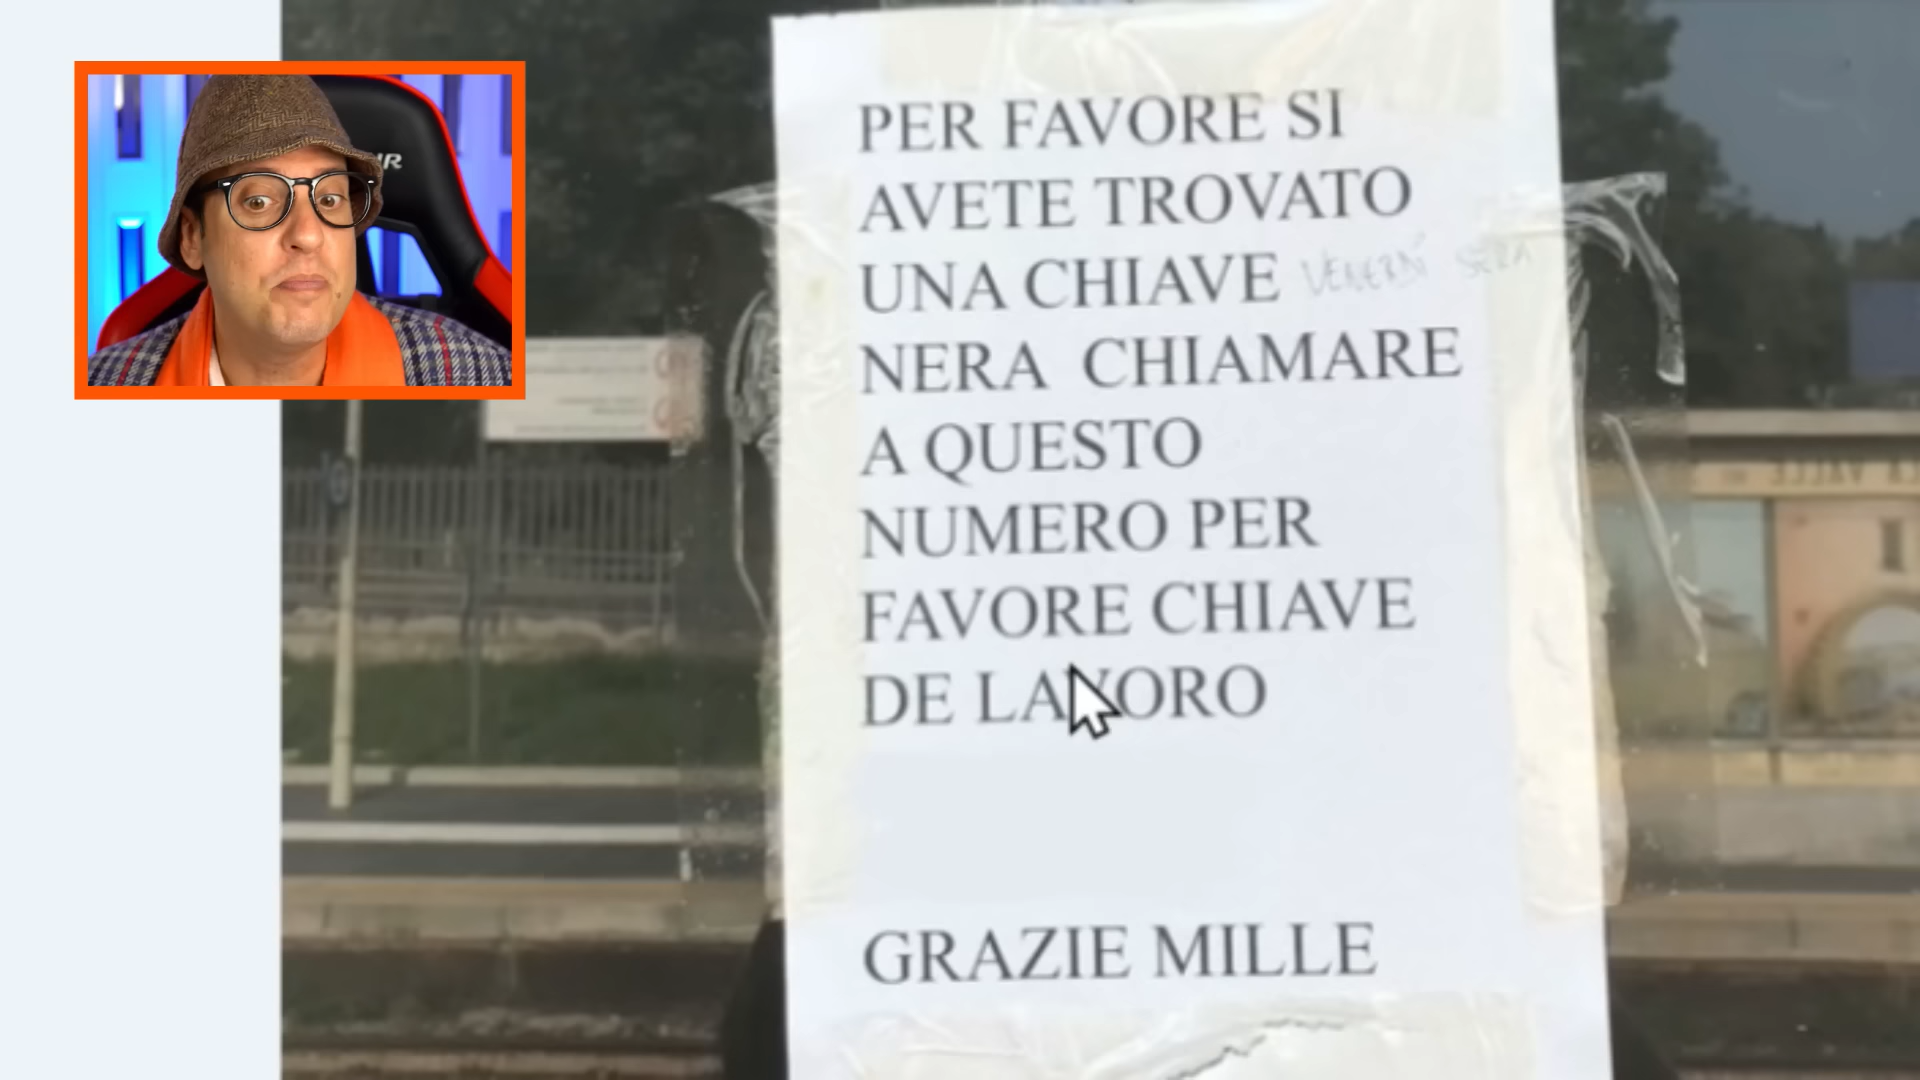 PER FAVORE SI
AVETE TROVATO
UNA CHIAVE VENERDÍ SERA
NERA CHIAMARE
A QUESTO
NUMERO PER
FAVORE CHIAVE
DE LAVORO
GRAZIE MILLE